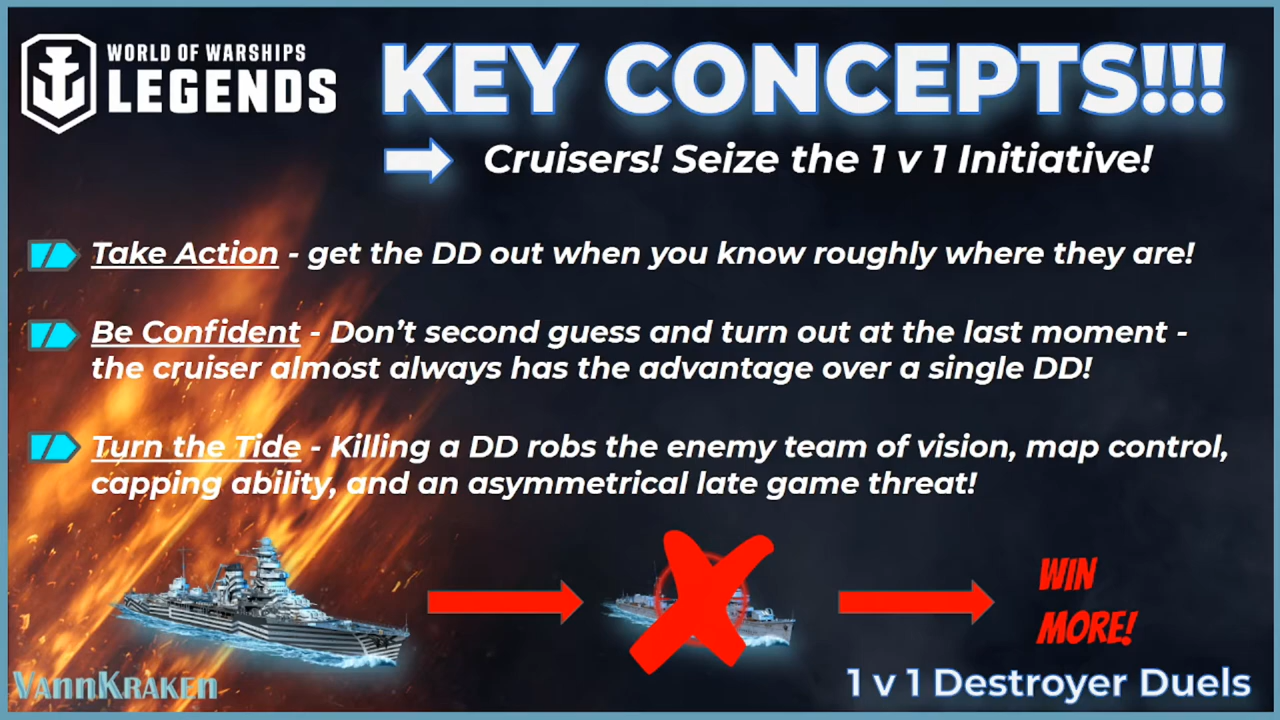 WORLD OF WARSHIPS
LEGENDS
KEY CONCEPTS!!!
Cruisers! Seize the 1 v 1 Initiative!
Take Action - get the DD out when you know roughly where they are!
Be Confident - Don’t second guess and turn out at the last moment -
the cruiser almost always has the advantage over a single DD!
Turn the Tide - Killing a DD robs the enemy team of vision, map control,
capping ability, and an asymmetrical late game threat!
WIN
MORE!
VannKraken
1 v 1 Destroyer Duels